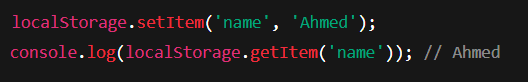 localStorage.setItem('name', 'Ahmed');
console.log(localStorage.getItem('name')); // Ahmed